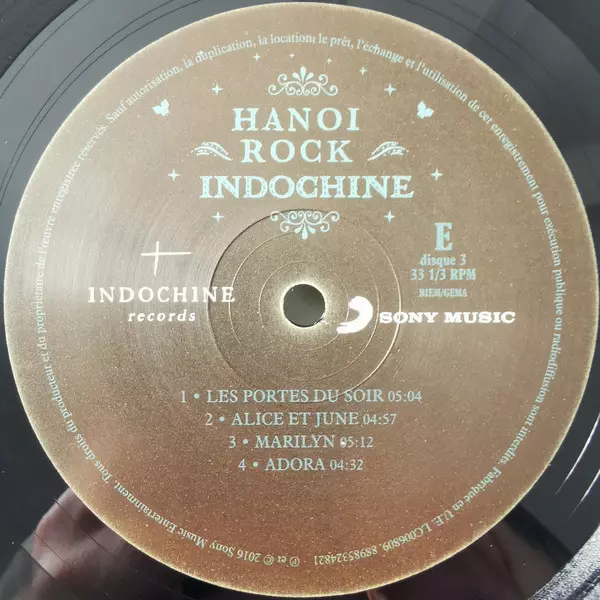 HANOI
ROCK
INDOCHINE
E
disque 3
33 1/3 RPM
BIEM/GEMA
INDOCHINE
records
SONY MUSIC
1 • LES PORTES DU SOIR 05:04
2 • ALICE ET JUNE 04:57
3 • MARILYN 05:12
4 • ADORA 04:32
℗ et © 2016 Sony Music Entertainment. Tous droits du producteur et du propriétaire de l'œuvre enregistrée réservés. Sauf autorisation, la duplication, la location, le prêt, l'échange et l'utilisation de cet enregistrement pour exécution publique ou radiodiffusion sont interdits. Fabriqué en U.E. LC06809. 88985324821 ·